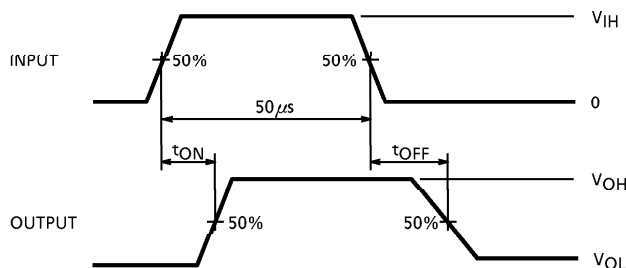 VIH
INPUT 50% 50%
50μs
0
tON tOFF
VOH
OUTPUT 50% 50%
VOL